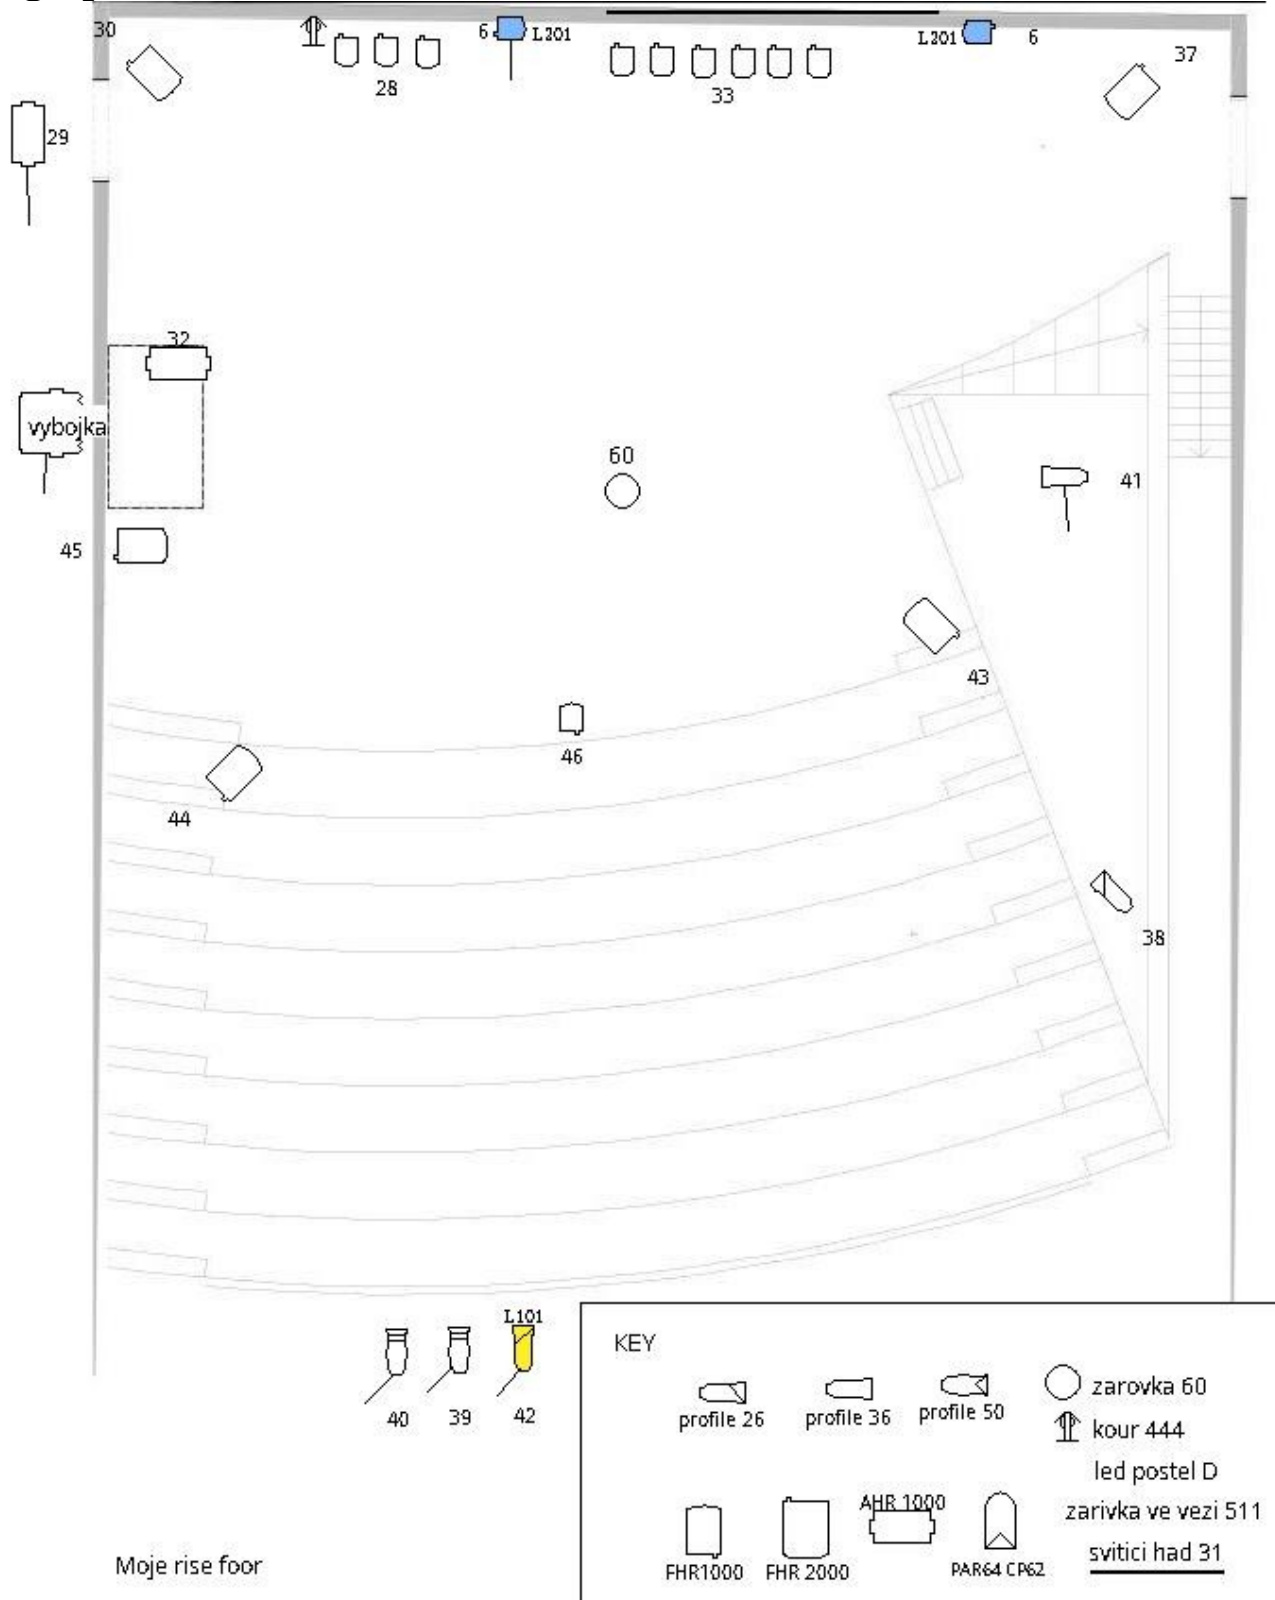 30
6
L201
L201
6
37
28
33
29
32
vybojka
60
41
45
43
46
44
38
L101
40
39
42
KEY
profile 26
profile 36
profile 50
zarovka 60
kour 444
led postel D
zarivka ve vezi 511
svitici had 31
AHR 1000
FHR1000
FHR 2000
PAR64 CP62
Moje rise foor